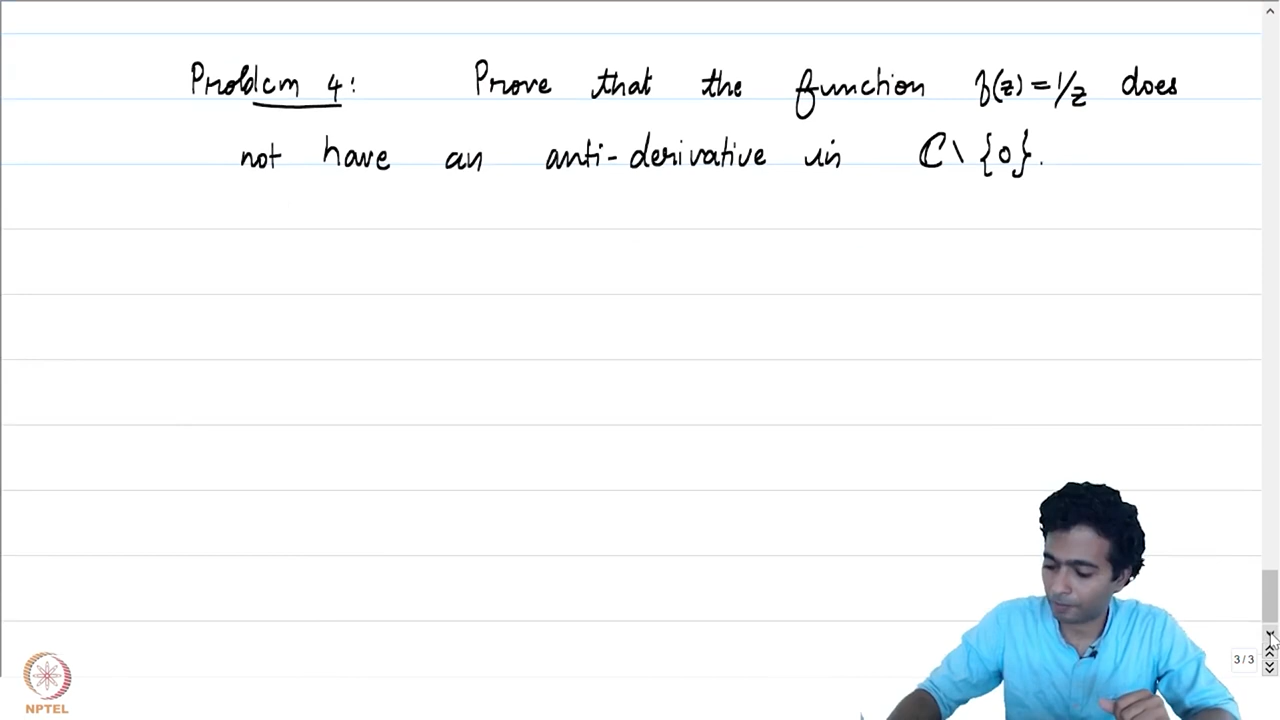 Problem 4: Prove that the function f(z) = 1/z does
not have an anti-derivative in ℂ \ {0}.
3 / 3
NPTEL